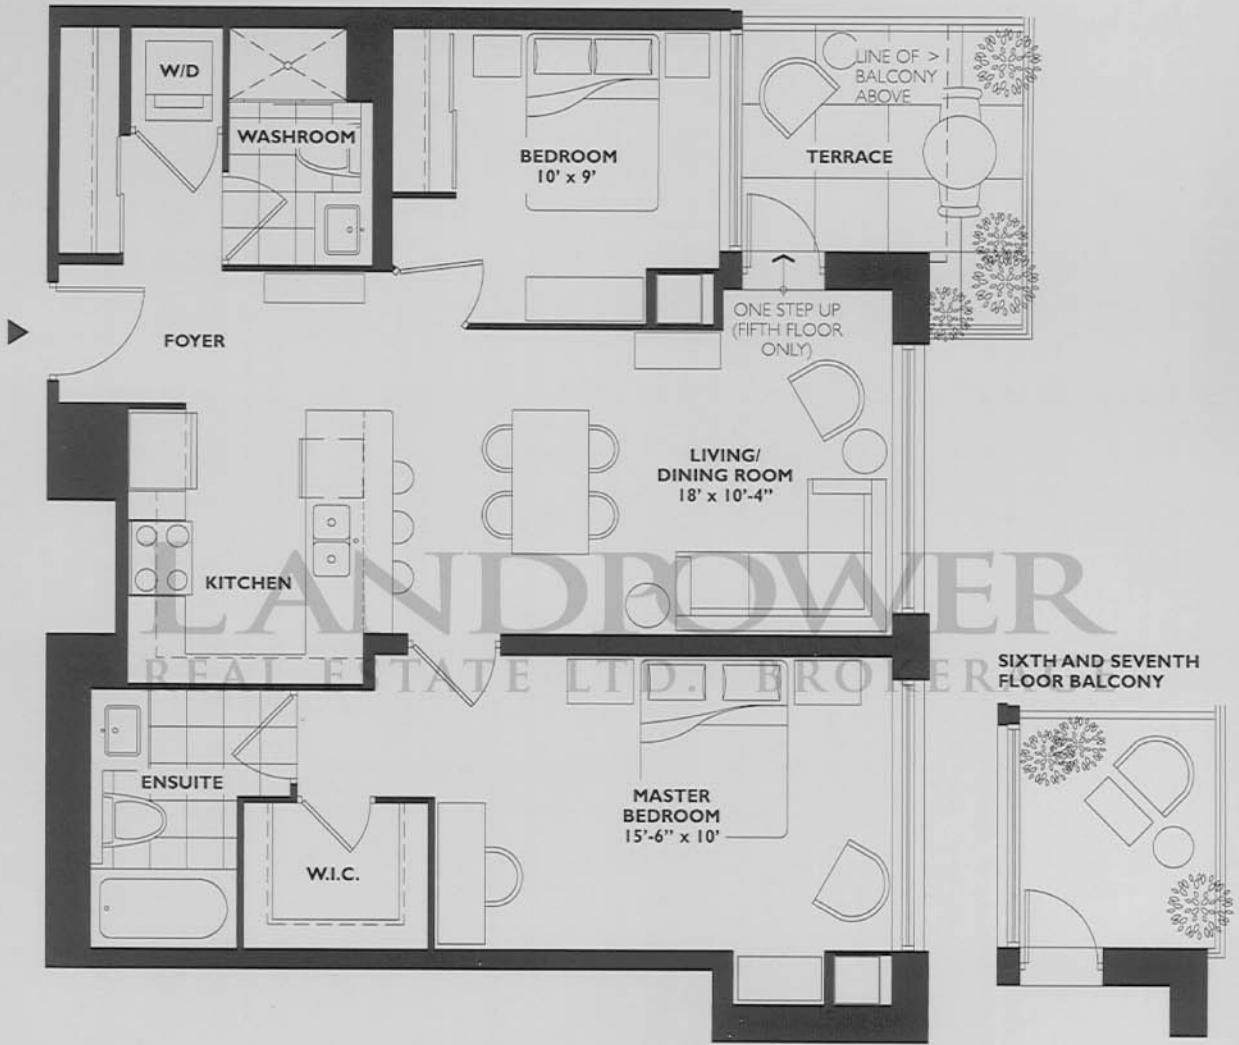 W/D
WASHROOM
BEDROOM
10' x 9'
LINE OF >
BALCONY
ABOVE
TERRACE
FOYER
ONE STEP UP
(FIFTH FLOOR
ONLY)
LIVING/
DINING ROOM
18' x 10'-4"
KITCHEN
LANDPOWER
REAL ESTATE LTD. BROKERAGE
SIXTH AND SEVENTH
FLOOR BALCONY
ENSUITE
MASTER
BEDROOM
15'-6" x 10'
W.I.C.